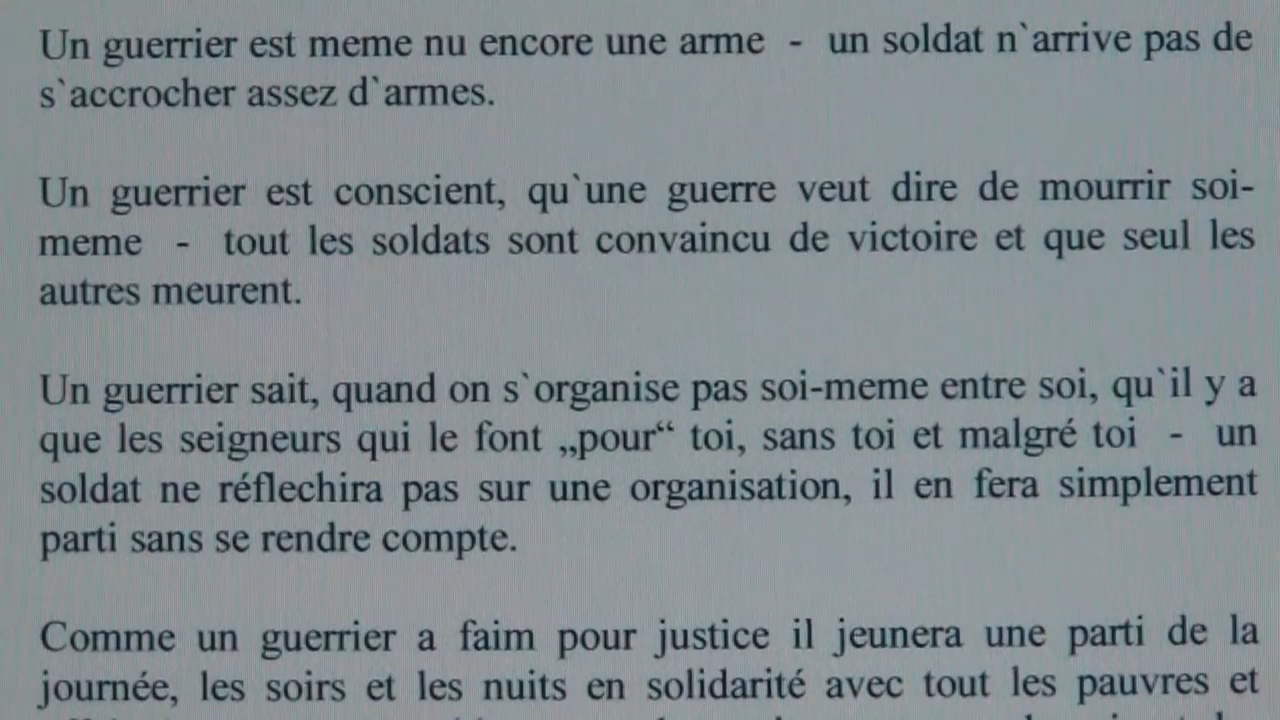 Un guerrier est meme nu encore une arme - un soldat n`arrive pas de
s`accrocher assez d`armes.
Un guerrier est conscient, qu`une guerre veut dire de mourrir soi-
meme - tout les soldats sont convaincu de victoire et que seul les
autres meurent.
Un guerrier sait, quand on s`organise pas soi-meme entre soi, qu`il y a
que les seigneurs qui le font „pour“ toi, sans toi et malgré toi - un
soldat ne réflechira pas sur une organisation, il en fera simplement
parti sans se rendre compte.
Comme un guerrier a faim pour justice il jeunera une parti de la
journée, les soirs et les nuits en solidarité avec tout les pauvres et